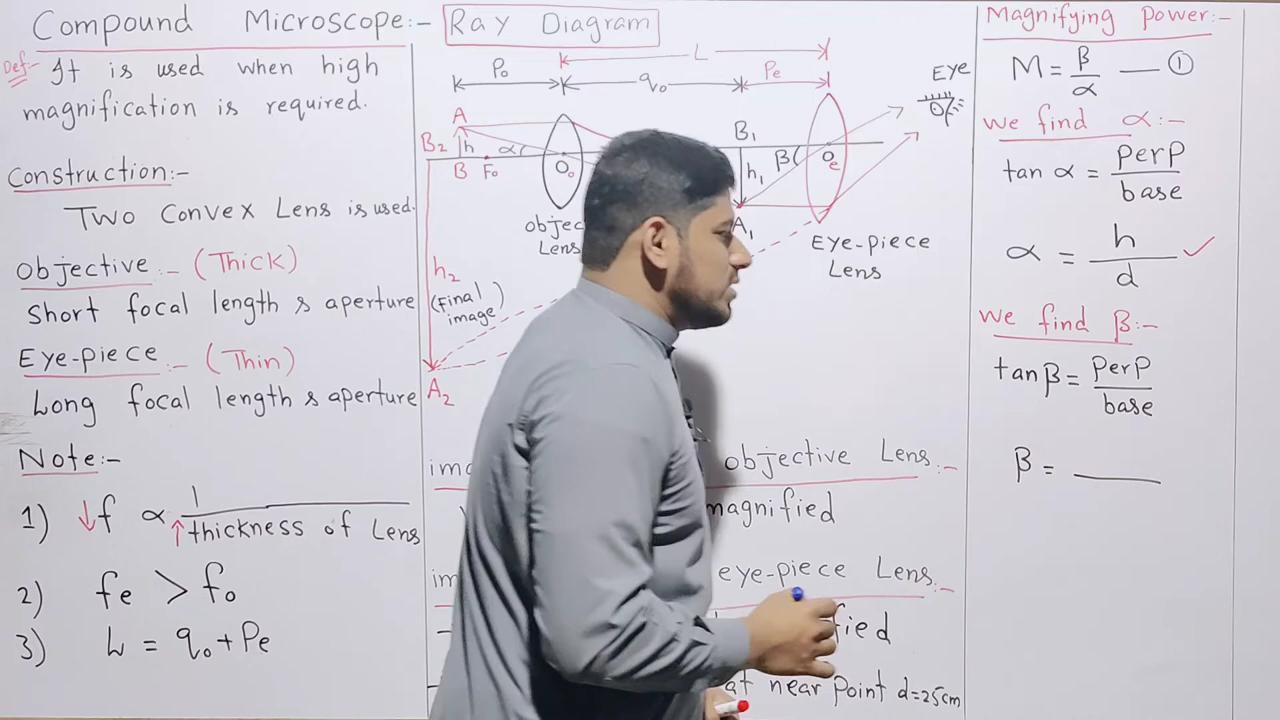 Compound Microscope:-
Def:- It is used when high
magnification is required.
Construction:-
Two Convex Lens is used.
Objective:- (Thick)
Short focal length & aperture
Eye-piece:- (Thin)
Long focal length & aperture
Note:-
1) ↓f ∝ 1
↑thickness of Lens
2) fe > fo
3) L = qo + Pe
Ray Diagram
L
Po
qo
Pe
Eye
A
B2
h
α
B
Fo
Oo
B1
h1
β
Oe
A1
Lens
Eye-piece
Lens
h2
(final
image)
A2
objective Lens:-
magnified
eye-piece Lens:-
at near point d=25cm
Magnifying Power:-
M = β/α — ①
We find α:-
tan α = perp/base
α = h/d ✓
We find β:-
tan β = perp/base
β =